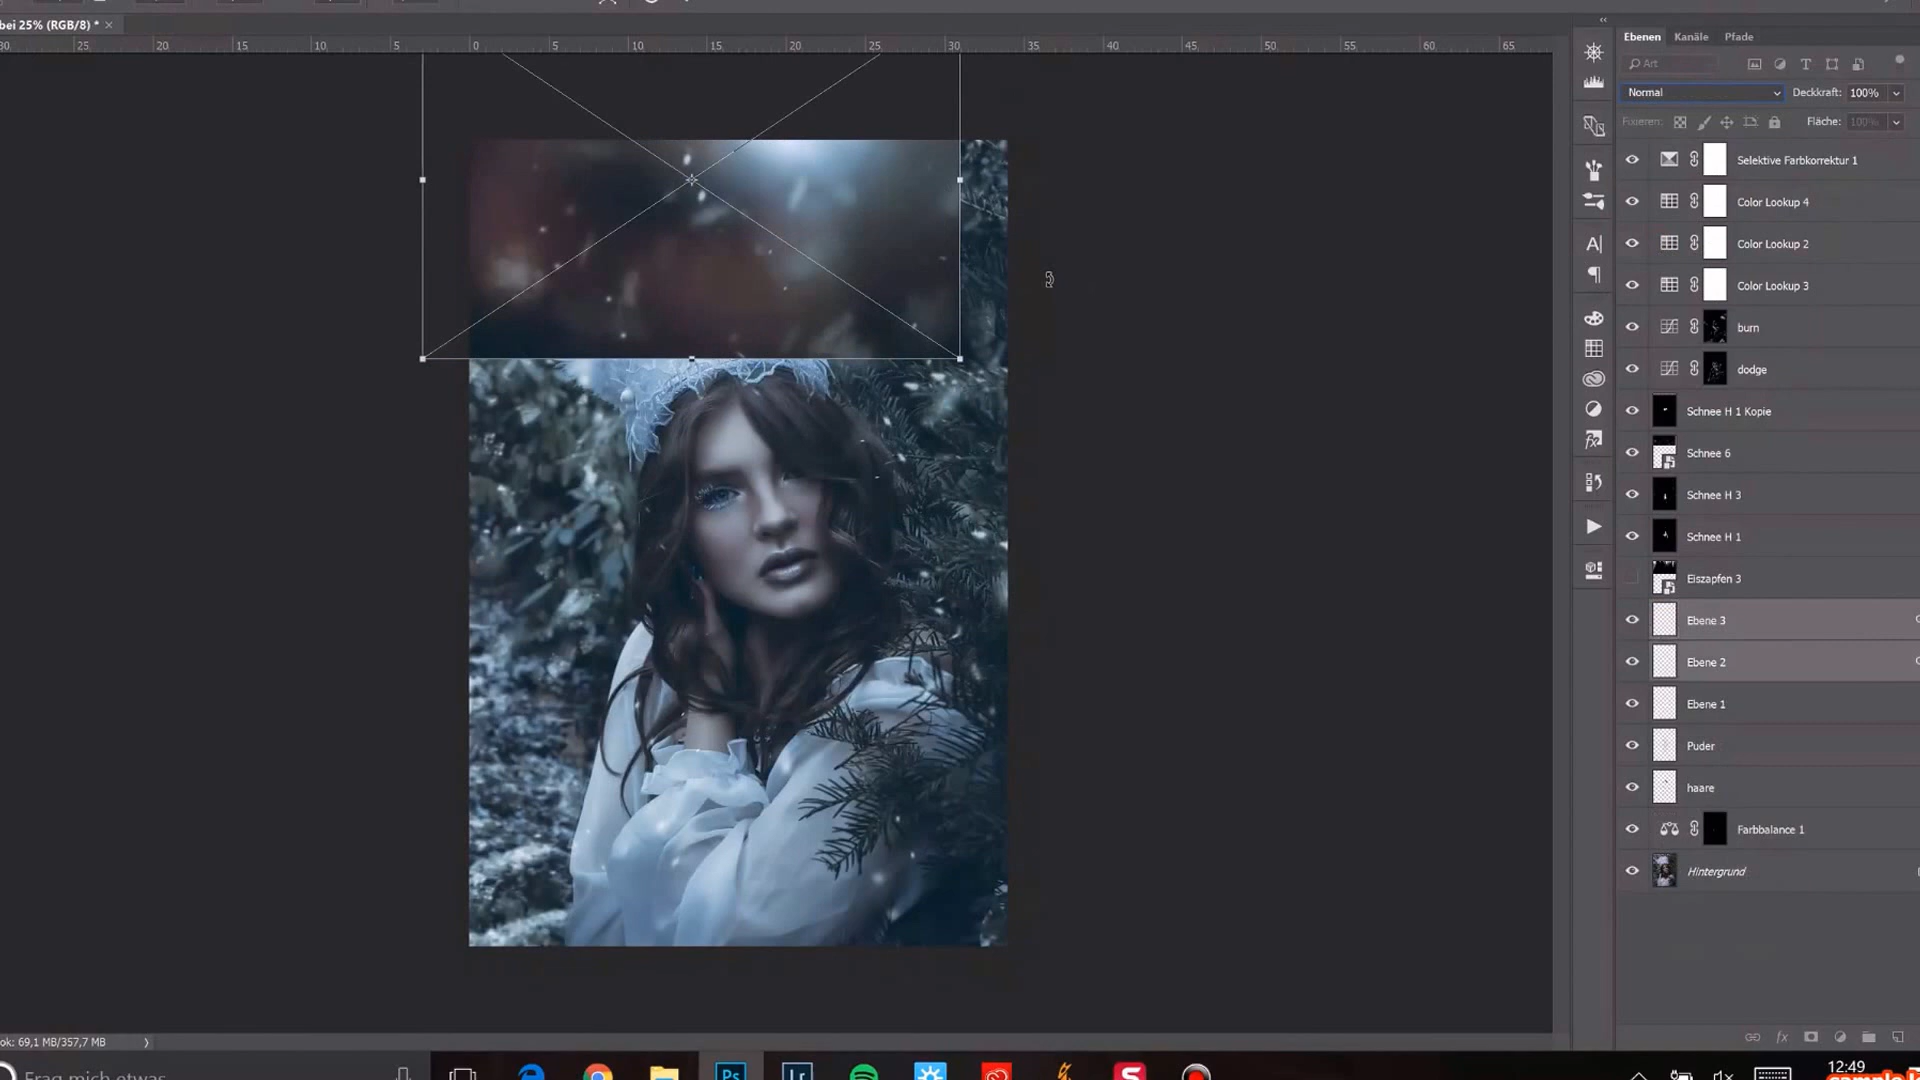 bei 25% (RGB/8) * ×
30 25 20 15 10 5 0 5 10 15 20 25 30 35 40 45 50 55 60 65
Ebenen Kanäle Pfade
Art
Normal Deckkraft: 100%
Fixieren: Fläche: 100%
Selektive Farbkorrektur 1
Color Lookup 4
Color Lookup 2
Color Lookup 3
burn
dodge
Schnee H 1 Kopie
Schnee 6
Schnee H 3
Schnee H 1
Eiszapfen 3
Ebene 3
Ebene 2
Ebene 1
Puder
haare
Farbbalance 1
Hintergrund
ok: 69,1 MB/357,7 MB
Frag mich etwas
Ps Lr
12:49